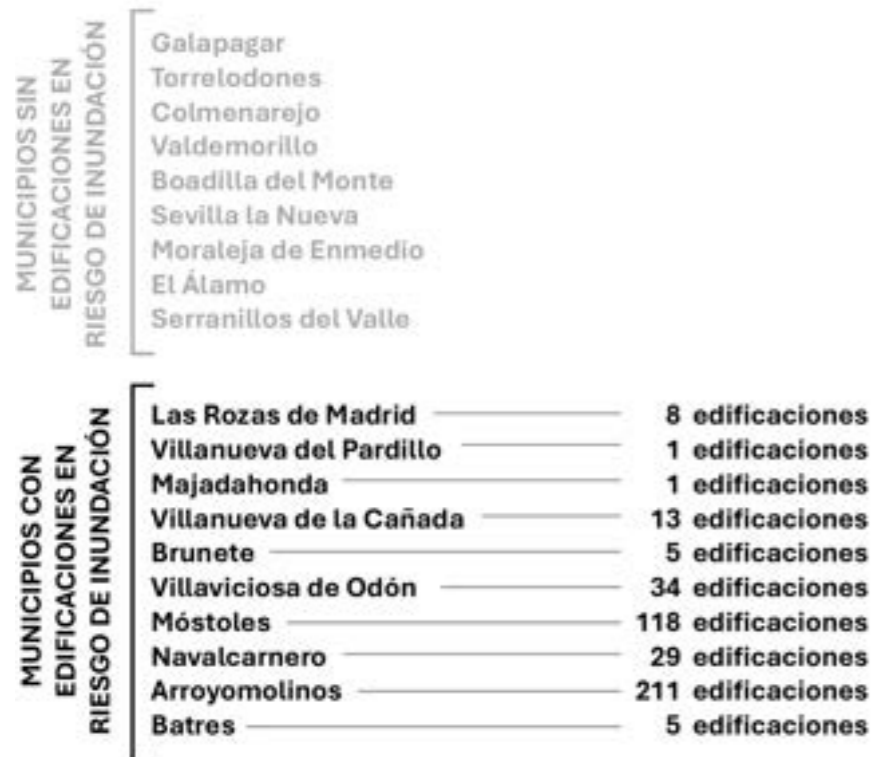 MUNICIPIOS SIN
EDIFICACIONES EN
RIESGO DE INUNDACIÓN
Galapagar
Torrelodones
Colmenarejo
Valdemorillo
Boadilla del Monte
Sevilla la Nueva
Moraleja de Enmedio
El Álamo
Serranillos del Valle
MUNICIPIOS CON
EDIFICACIONES EN
RIESGO DE INUNDACIÓN
Las Rozas de Madrid 8 edificaciones
Villanueva del Pardillo 1 edificaciones
Majadahonda 1 edificaciones
Villanueva de la Cañada 13 edificaciones
Brunete 5 edificaciones
Villaviciosa de Odón 34 edificaciones
Móstoles 118 edificaciones
Navalcarnero 29 edificaciones
Arroyomolinos 211 edificaciones
Batres 5 edificaciones